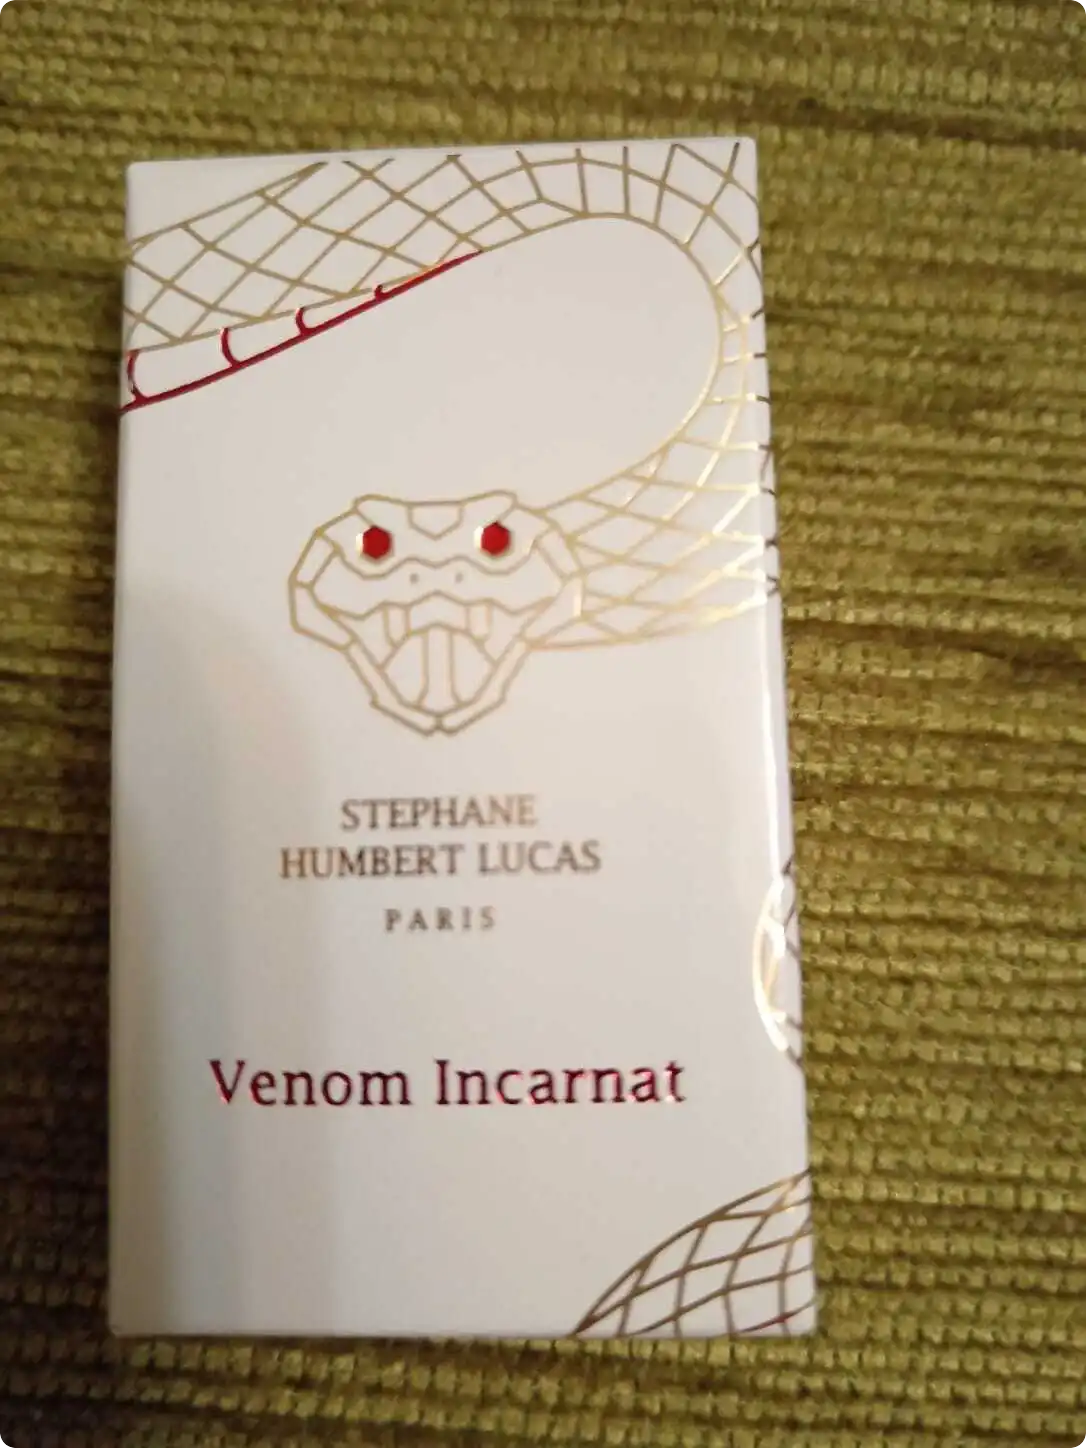 STEPHANE
HUMBERT LUCAS
PARIS
Venom Incarnat